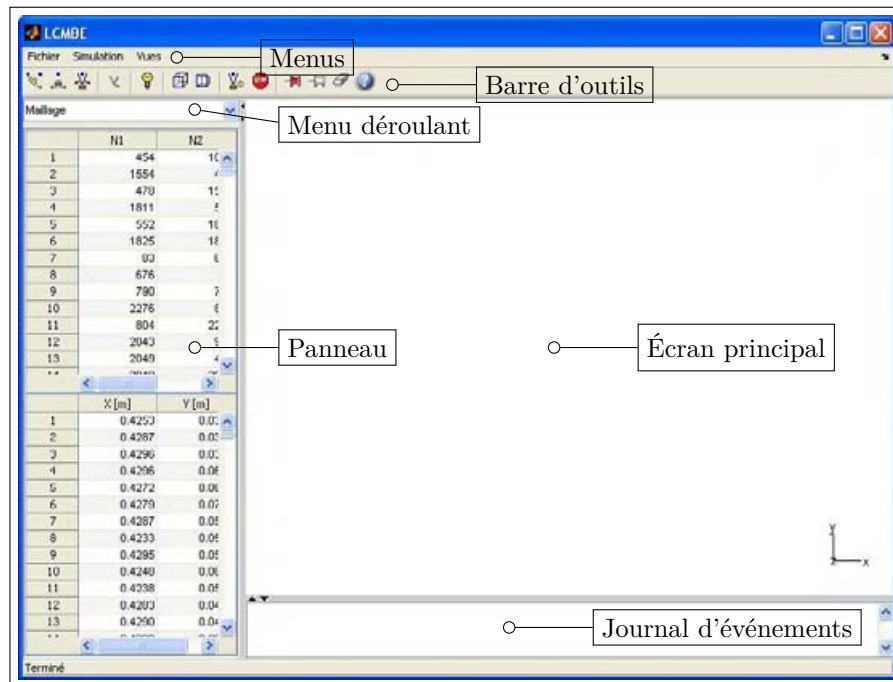 LCMBE
Fichier Simulation Vues
Menus
Barre d'outils
Maillage
Menu déroulant
N1 N2
1 454
2 1554
3 478
4 1811
5 552
6 1825
7 83
8 676
9 790
10 2276
11 804
12 2043
13 2049
Panneau
Écran principal
X [m] Y [m]
1 0.4253
2 0.4287
3 0.4296
4 0.4206
5 0.4272
6 0.4279
7 0.4287
8 0.4233
9 0.4295
10 0.4240
11 0.4238
12 0.4203
13 0.4290
y
z x
Journal d'événements
Terminé